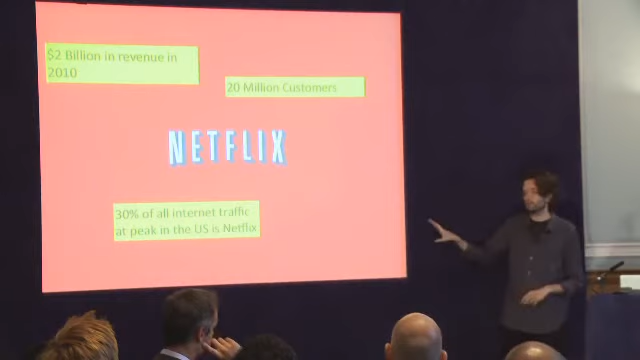 $2 Billion in revenue in
2010
20 Million Customers
NETFLIX
30% of all internet traffic
at peak in the US is Netflix